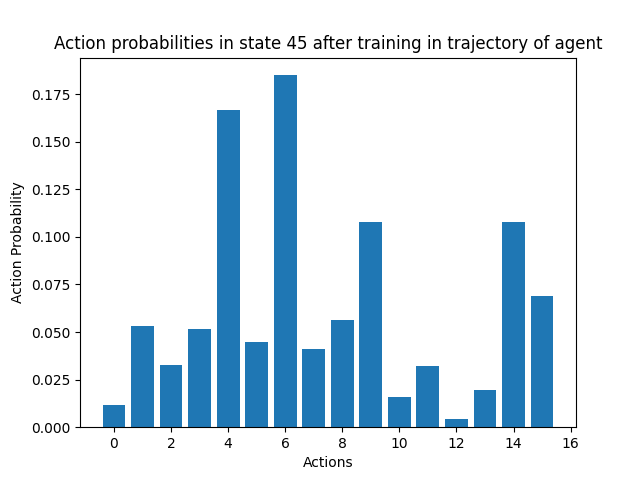 Action probabilities in state 45 after training in trajectory of agent
Action Probability
0.175
0.150
0.125
0.100
0.075
0.050
0.025
0.000
0 2 4 6 8 10 12 14 16
Actions